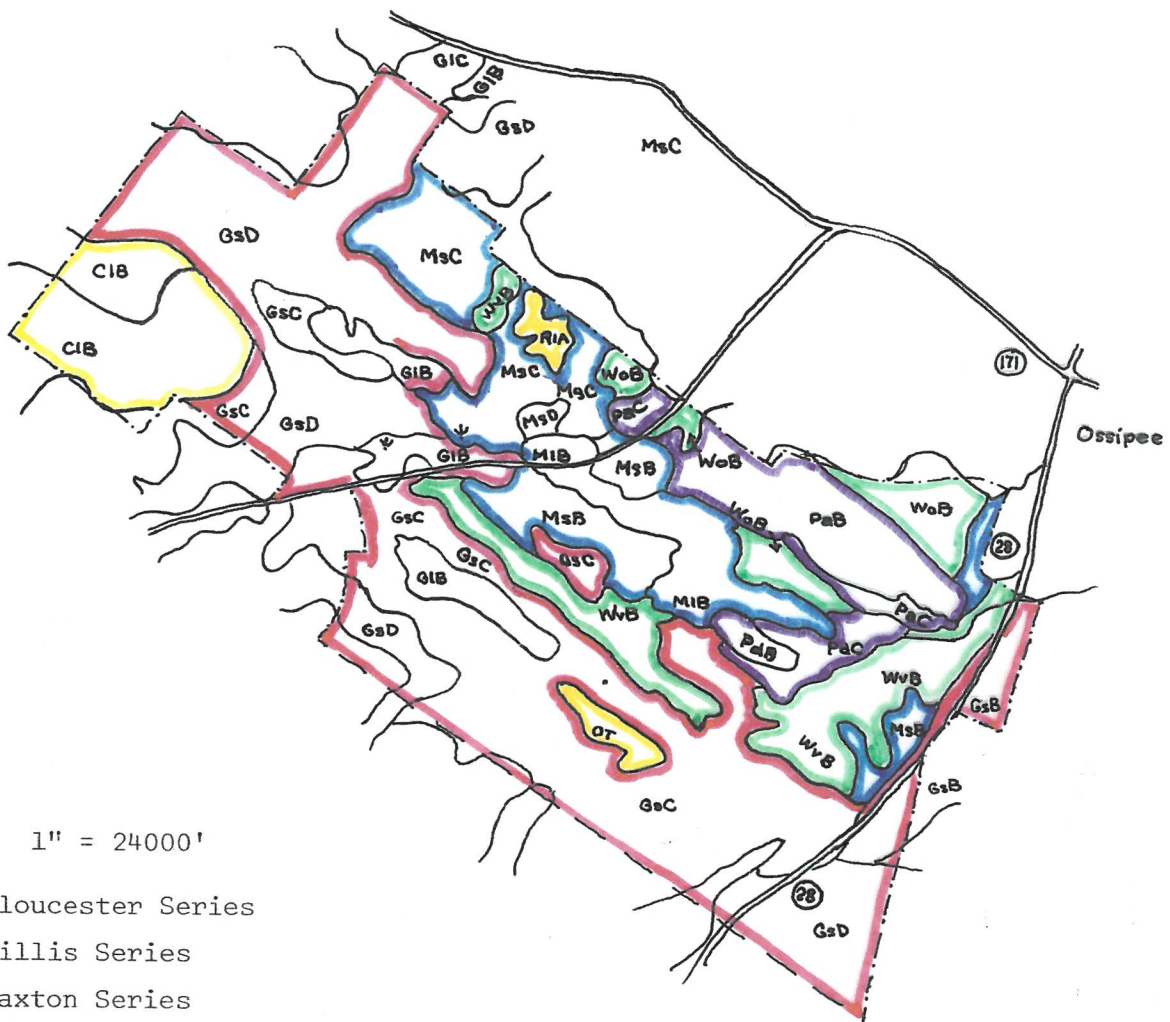 GlC
GlB
GsD
MsC
GsD
MsC
ClB
WvB
GsC
RlA
ClB
MsC
WoB
171
GlB
MsC
GsC
PaC
MsD
GsD
Ossipee
GlB
MlB
MsB
WoB
GsC
MsB
WoB
PaB
WoB
28
GsC
GsC
GlB
WvB
MlB
PaC
GsD
PaB
PaC
WvB
GsB
MsB
OT
WvB
GsB
GsC
1" = 24000'
28
loucester Series
GsD
illis Series
axton Series